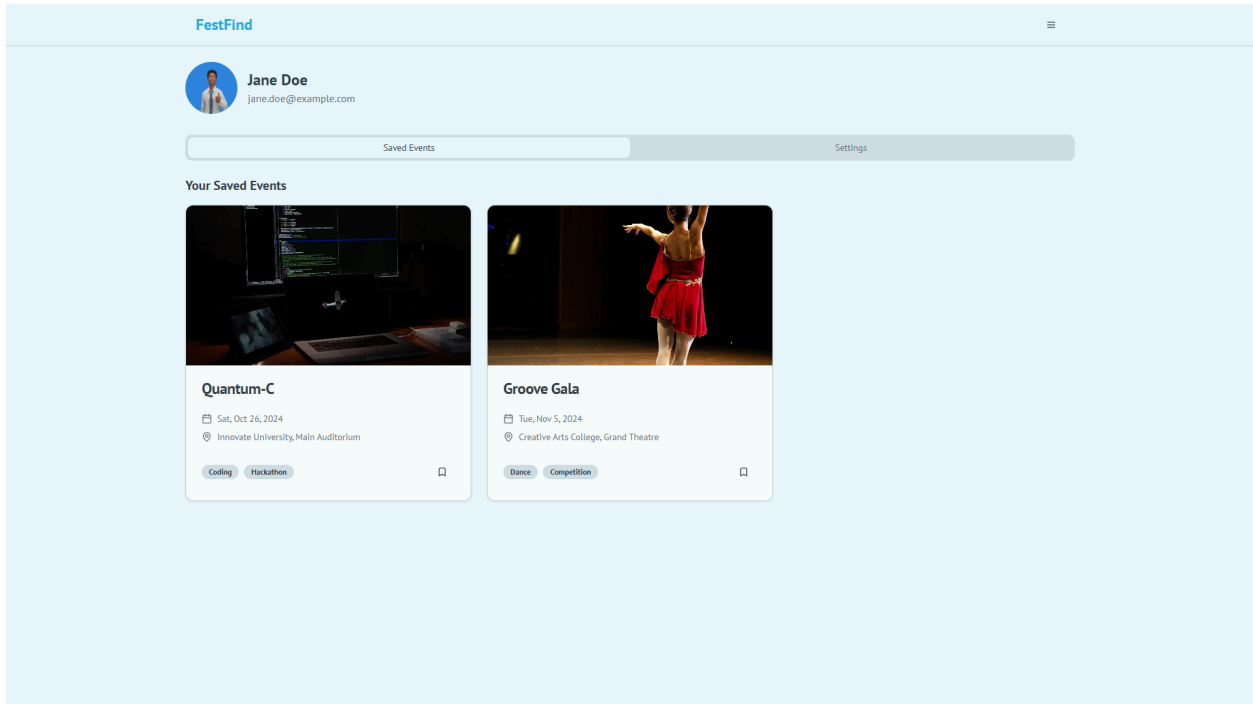 FestFind
Jane Doe
jane.doe@example.com
Saved Events
Settings
Your Saved Events
Quantum-C
Sat, Oct 26, 2024
Innovate University, Main Auditorium
Coding
Hackathon
Groove Gala
Tue, Nov 5, 2024
Creative Arts College, Grand Theatre
Dance
Competition